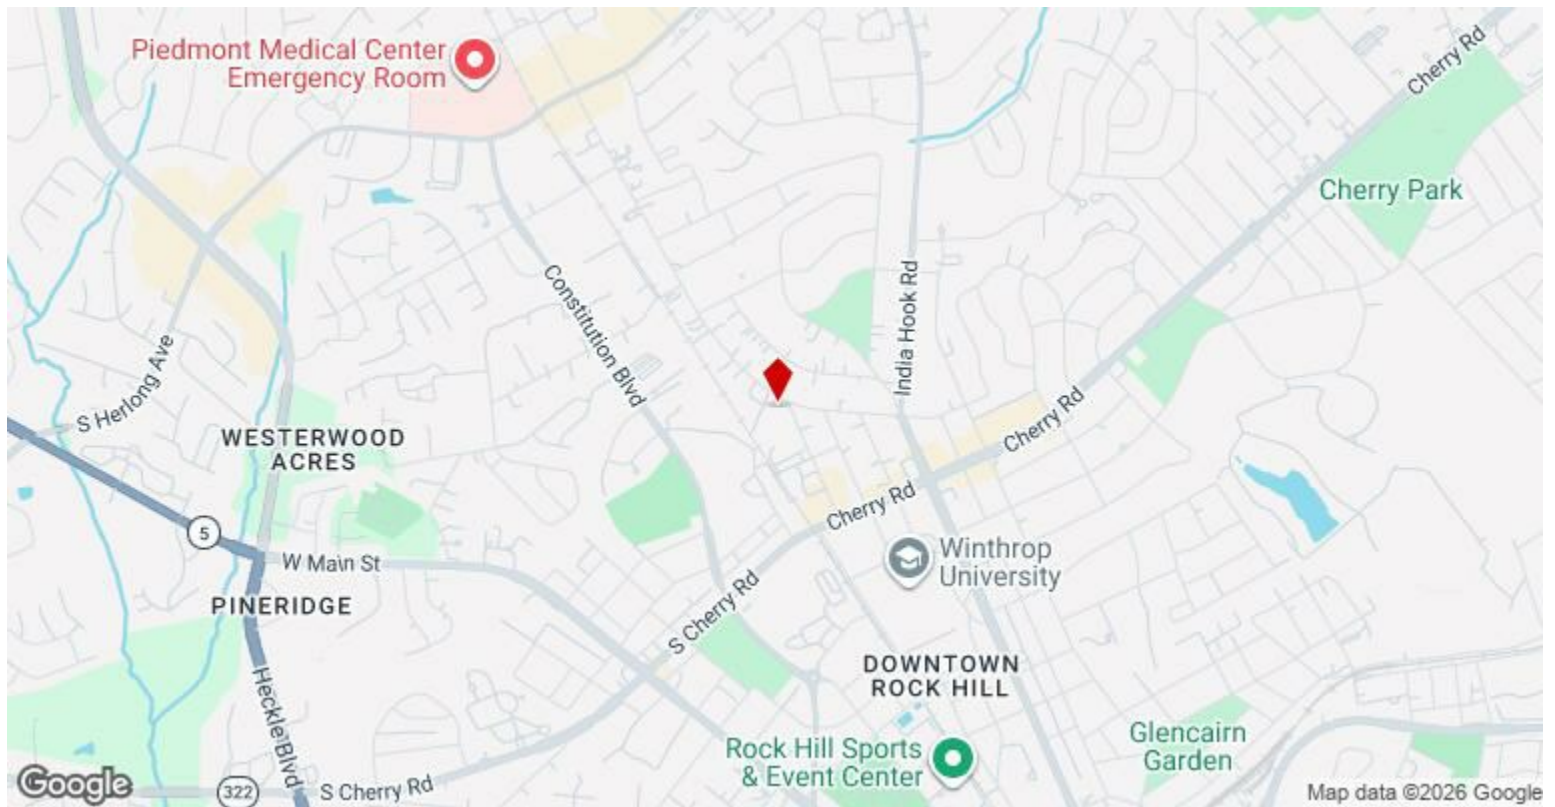 Piedmont Medical Center
Emergency Room
Cherry Rd
Cherry Park
Constitution Blvd
India Hook Rd
S Herlong Ave
WESTERWOOD
ACRES
Cherry Rd
5
Cherry Rd
W Main St
Winthrop
University
PINERIDGE
S Cherry Rd
DOWNTOWN
ROCK HILL
Heckle Blvd
Rock Hill Sports
& Event Center
Glencairn
Garden
Google
322
S Cherry Rd
Map data ©2026 Google